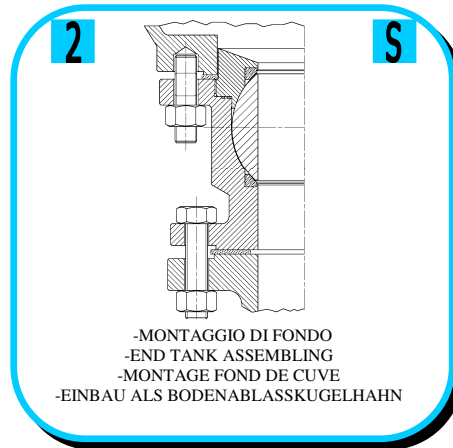 2 S
-MONTAGGIO DI FONDO
-END TANK ASSEMBLING
-MONTAGE FOND DE CUVE
-EINBAU ALS BODENABLASSKUGELHAHN